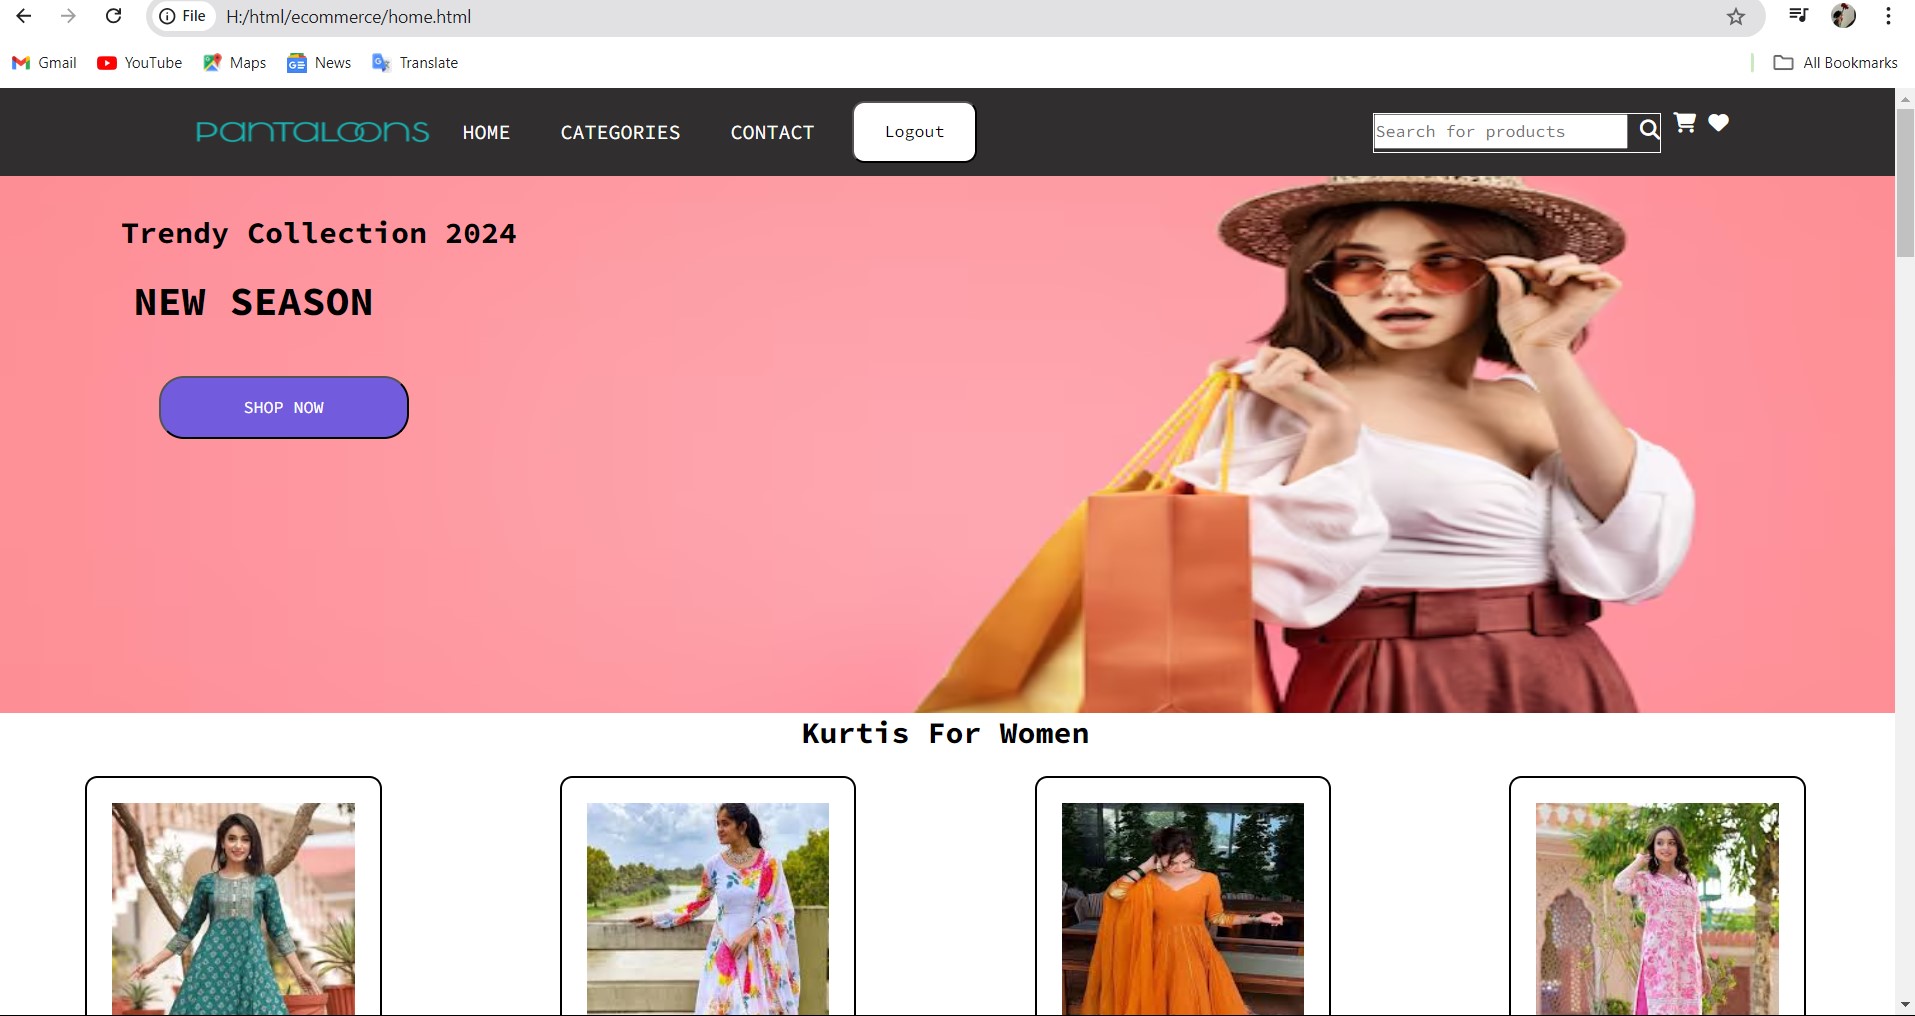 File H:/html/ecommerce/home.html
Gmail YouTube Maps News Translate All Bookmarks
PANTALOONS HOME CATEGORIES CONTACT Logout Search for products
Trendy Collection 2024
NEW SEASON
SHOP NOW
Kurtis For Women